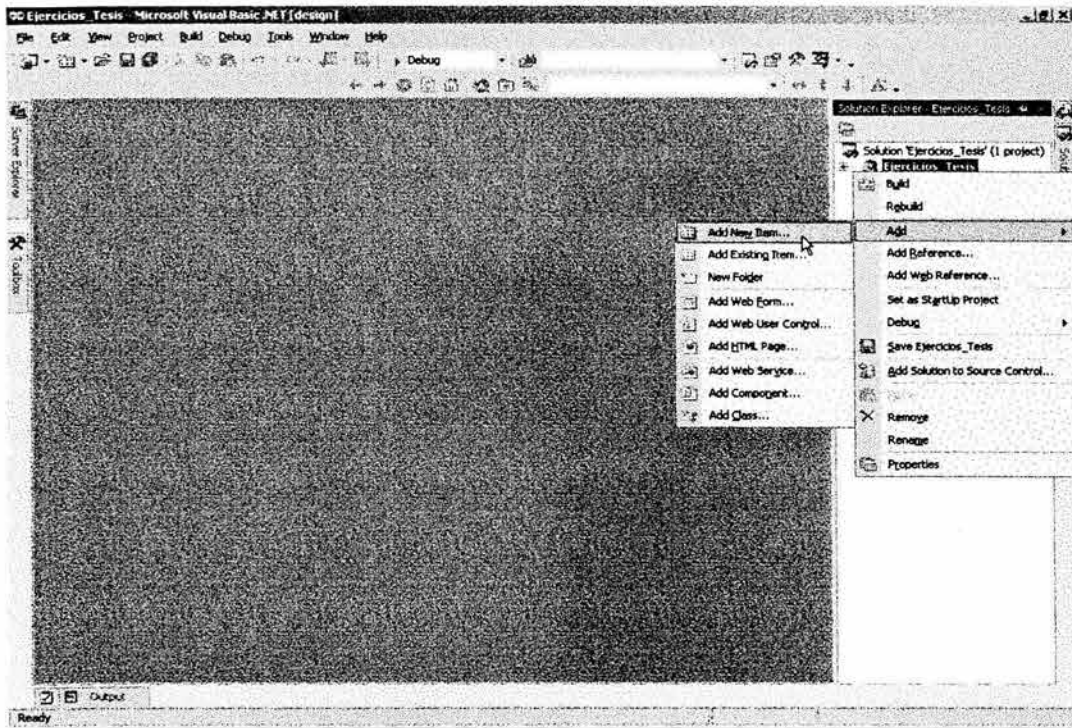 Ejercicios_Tesis - Microsoft Visual Basic .NET [design]
File Edit View Project Build Debug Tools Window Help
Debug
Server Explorer
Toolbox
Solution Explorer - Ejercicios_Tesis
Solution 'Ejercicios_Tesis' (1 project)
Ejercicios_Tesis
Build
Rebuild
Add
Add Reference...
Add Web Reference...
Set as StartUp Project
Debug
Save Ejercicios_Tesis
Add Solution to Source Control...
Remove
Rename
Properties
Add New Item...
Add Existing Item...
New Folder
Add Web Form...
Add Web User Control...
Add HTML Page...
Add Web Service...
Add Component...
Add Class...
Output
Ready